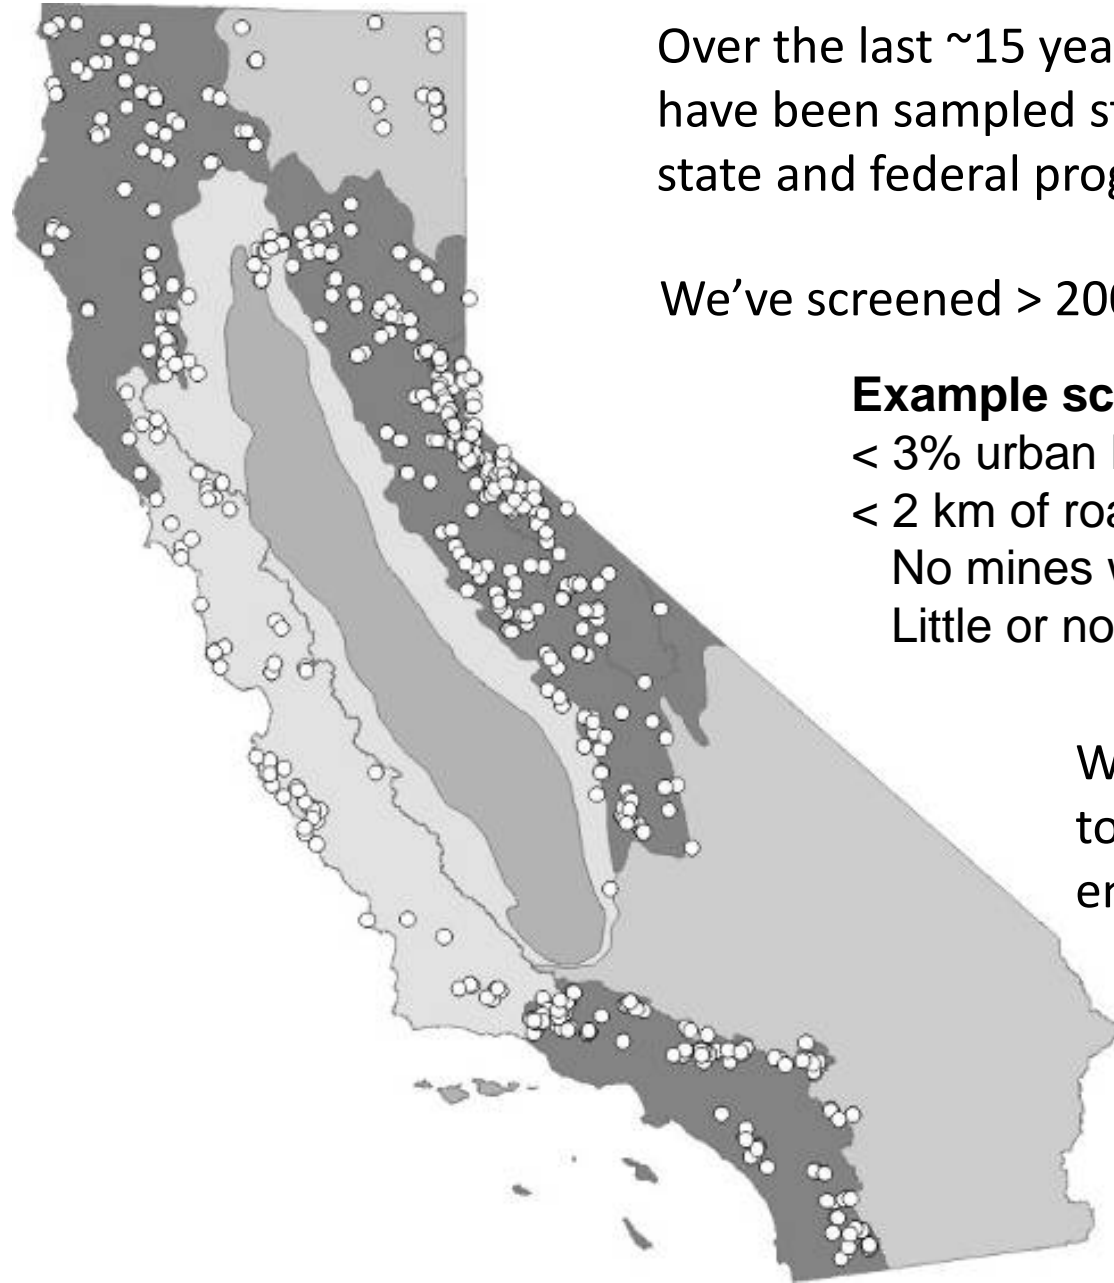 Over the last ~15 yea
have been sampled st
state and federal prog
We’ve screened > 200
Example sc
< 3% urban l
< 2 km of roa
No mines w
Little or no
W
to
en